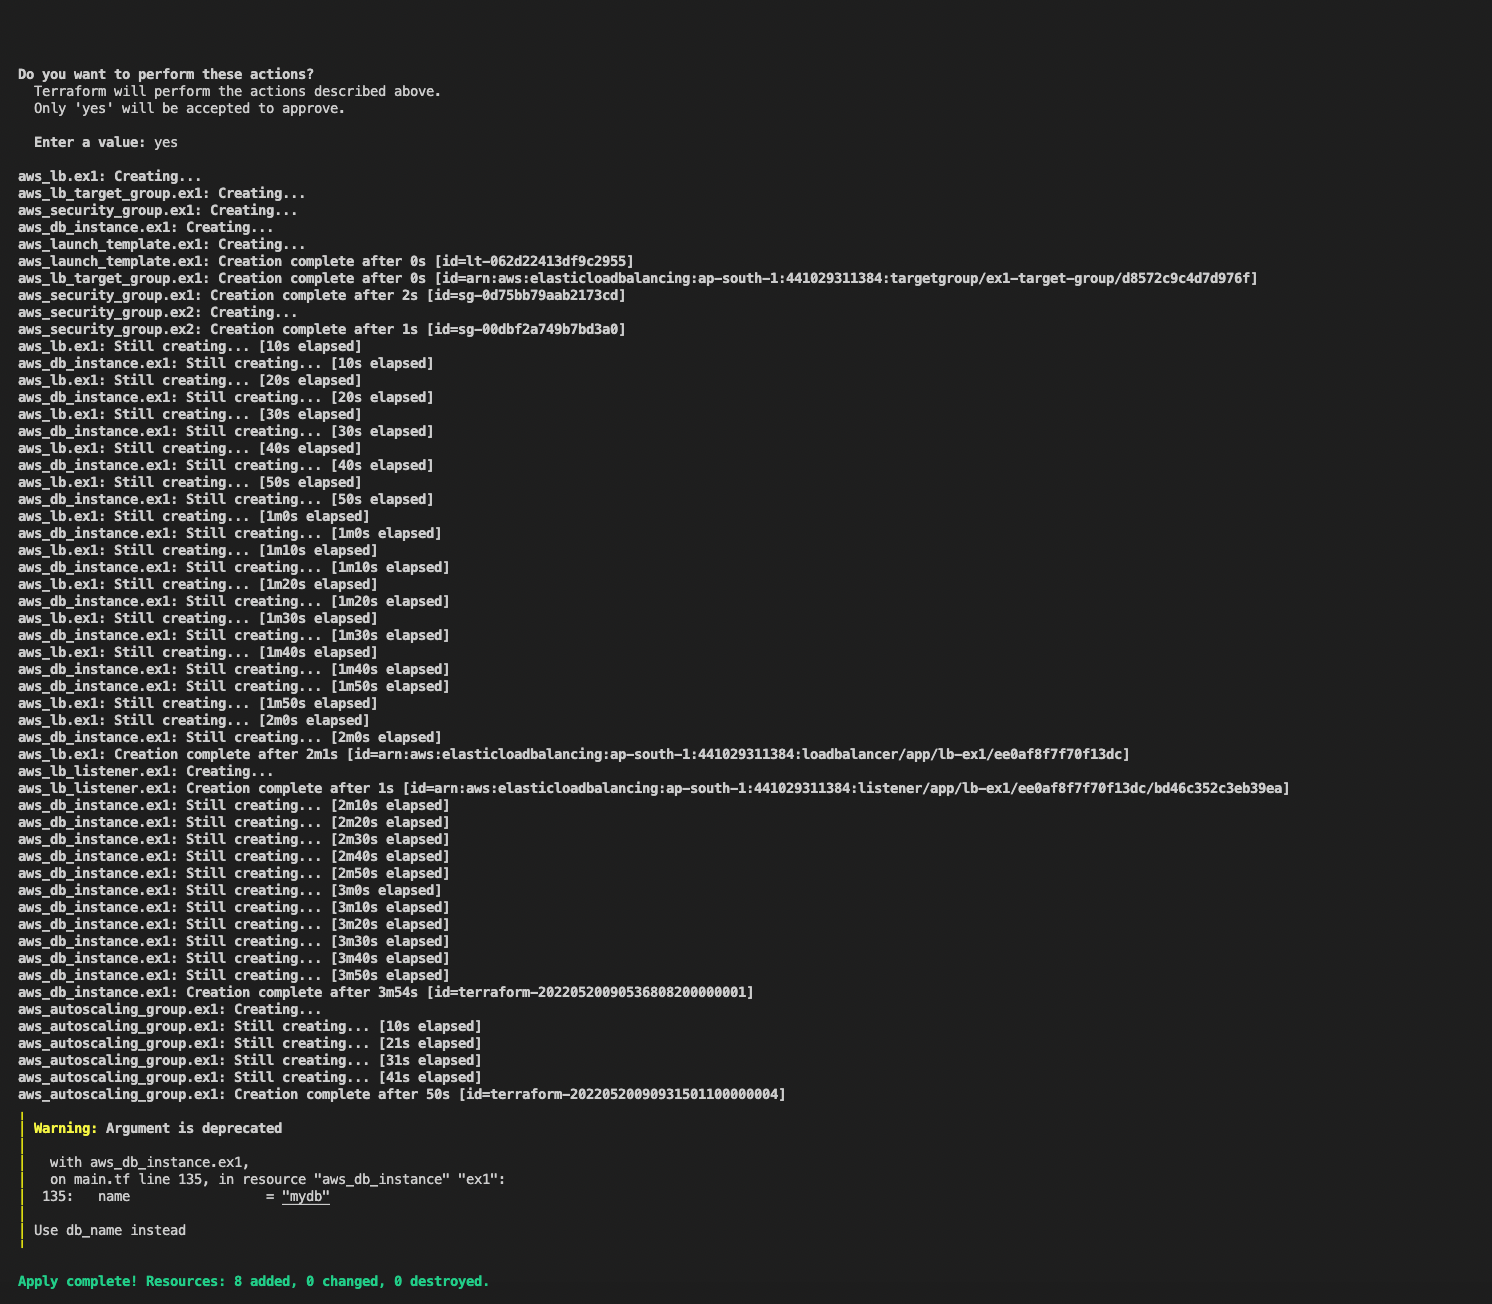 Do you want to perform these actions?
Terraform will perform the actions described above.
Only 'yes' will be accepted to approve.
Enter a value: yes
aws_lb.ex1: Creating...
aws_lb_target_group.ex1: Creating...
aws_security_group.ex1: Creating...
aws_db_instance.ex1: Creating...
aws_launch_template.ex1: Creating...
aws_launch_template.ex1: Creation complete after 0s [id=lt-062d22413df9c2955]
aws_lb_target_group.ex1: Creation complete after 0s [id=arn:aws:elasticloadbalancing:ap-south-1:441029311384:targetgroup/ex1-target-group/d8572c9c4d7d976f]
aws_security_group.ex1: Creation complete after 2s [id=sg-0d75bb79aab2173cd]
aws_security_group.ex2: Creating...
aws_security_group.ex2: Creation complete after 1s [id=sg-00dbf2a749b7bd3a0]
aws_lb.ex1: Still creating... [10s elapsed]
aws_db_instance.ex1: Still creating... [10s elapsed]
aws_lb.ex1: Still creating... [20s elapsed]
aws_db_instance.ex1: Still creating... [20s elapsed]
aws_lb.ex1: Still creating... [30s elapsed]
aws_db_instance.ex1: Still creating... [30s elapsed]
aws_lb.ex1: Still creating... [40s elapsed]
aws_db_instance.ex1: Still creating... [40s elapsed]
aws_lb.ex1: Still creating... [50s elapsed]
aws_db_instance.ex1: Still creating... [50s elapsed]
aws_lb.ex1: Still creating... [1m0s elapsed]
aws_db_instance.ex1: Still creating... [1m0s elapsed]
aws_lb.ex1: Still creating... [1m10s elapsed]
aws_db_instance.ex1: Still creating... [1m10s elapsed]
aws_lb.ex1: Still creating... [1m20s elapsed]
aws_db_instance.ex1: Still creating... [1m20s elapsed]
aws_lb.ex1: Still creating... [1m30s elapsed]
aws_db_instance.ex1: Still creating... [1m30s elapsed]
aws_lb.ex1: Still creating... [1m40s elapsed]
aws_db_instance.ex1: Still creating... [1m40s elapsed]
aws_db_instance.ex1: Still creating... [1m50s elapsed]
aws_lb.ex1: Still creating... [1m50s elapsed]
aws_lb.ex1: Still creating... [2m0s elapsed]
aws_db_instance.ex1: Still creating... [2m0s elapsed]
aws_lb.ex1: Creation complete after 2m1s [id=arn:aws:elasticloadbalancing:ap-south-1:441029311384:loadbalancer/app/lb-ex1/ee0af8f7f70f13dc]
aws_lb_listener.ex1: Creating...
aws_lb_listener.ex1: Creation complete after 1s [id=arn:aws:elasticloadbalancing:ap-south-1:441029311384:listener/app/lb-ex1/ee0af8f7f70f13dc/bd46c352c3eb39ea]
aws_db_instance.ex1: Still creating... [2m10s elapsed]
aws_db_instance.ex1: Still creating... [2m20s elapsed]
aws_db_instance.ex1: Still creating... [2m30s elapsed]
aws_db_instance.ex1: Still creating... [2m40s elapsed]
aws_db_instance.ex1: Still creating... [2m50s elapsed]
aws_db_instance.ex1: Still creating... [3m0s elapsed]
aws_db_instance.ex1: Still creating... [3m10s elapsed]
aws_db_instance.ex1: Still creating... [3m20s elapsed]
aws_db_instance.ex1: Still creating... [3m30s elapsed]
aws_db_instance.ex1: Still creating... [3m40s elapsed]
aws_db_instance.ex1: Still creating... [3m50s elapsed]
aws_db_instance.ex1: Creation complete after 3m54s [id=terraform-20220520090536808200000001]
aws_autoscaling_group.ex1: Creating...
aws_autoscaling_group.ex1: Still creating... [10s elapsed]
aws_autoscaling_group.ex1: Still creating... [21s elapsed]
aws_autoscaling_group.ex1: Still creating... [31s elapsed]
aws_autoscaling_group.ex1: Still creating... [41s elapsed]
aws_autoscaling_group.ex1: Creation complete after 50s [id=terraform-20220520090931501100000004]
Warning: Argument is deprecated
with aws_db_instance.ex1,
on main.tf line 135, in resource "aws_db_instance" "ex1":
135: name = "mydb"
Use db_name instead
Apply complete! Resources: 8 added, 0 changed, 0 destroyed.